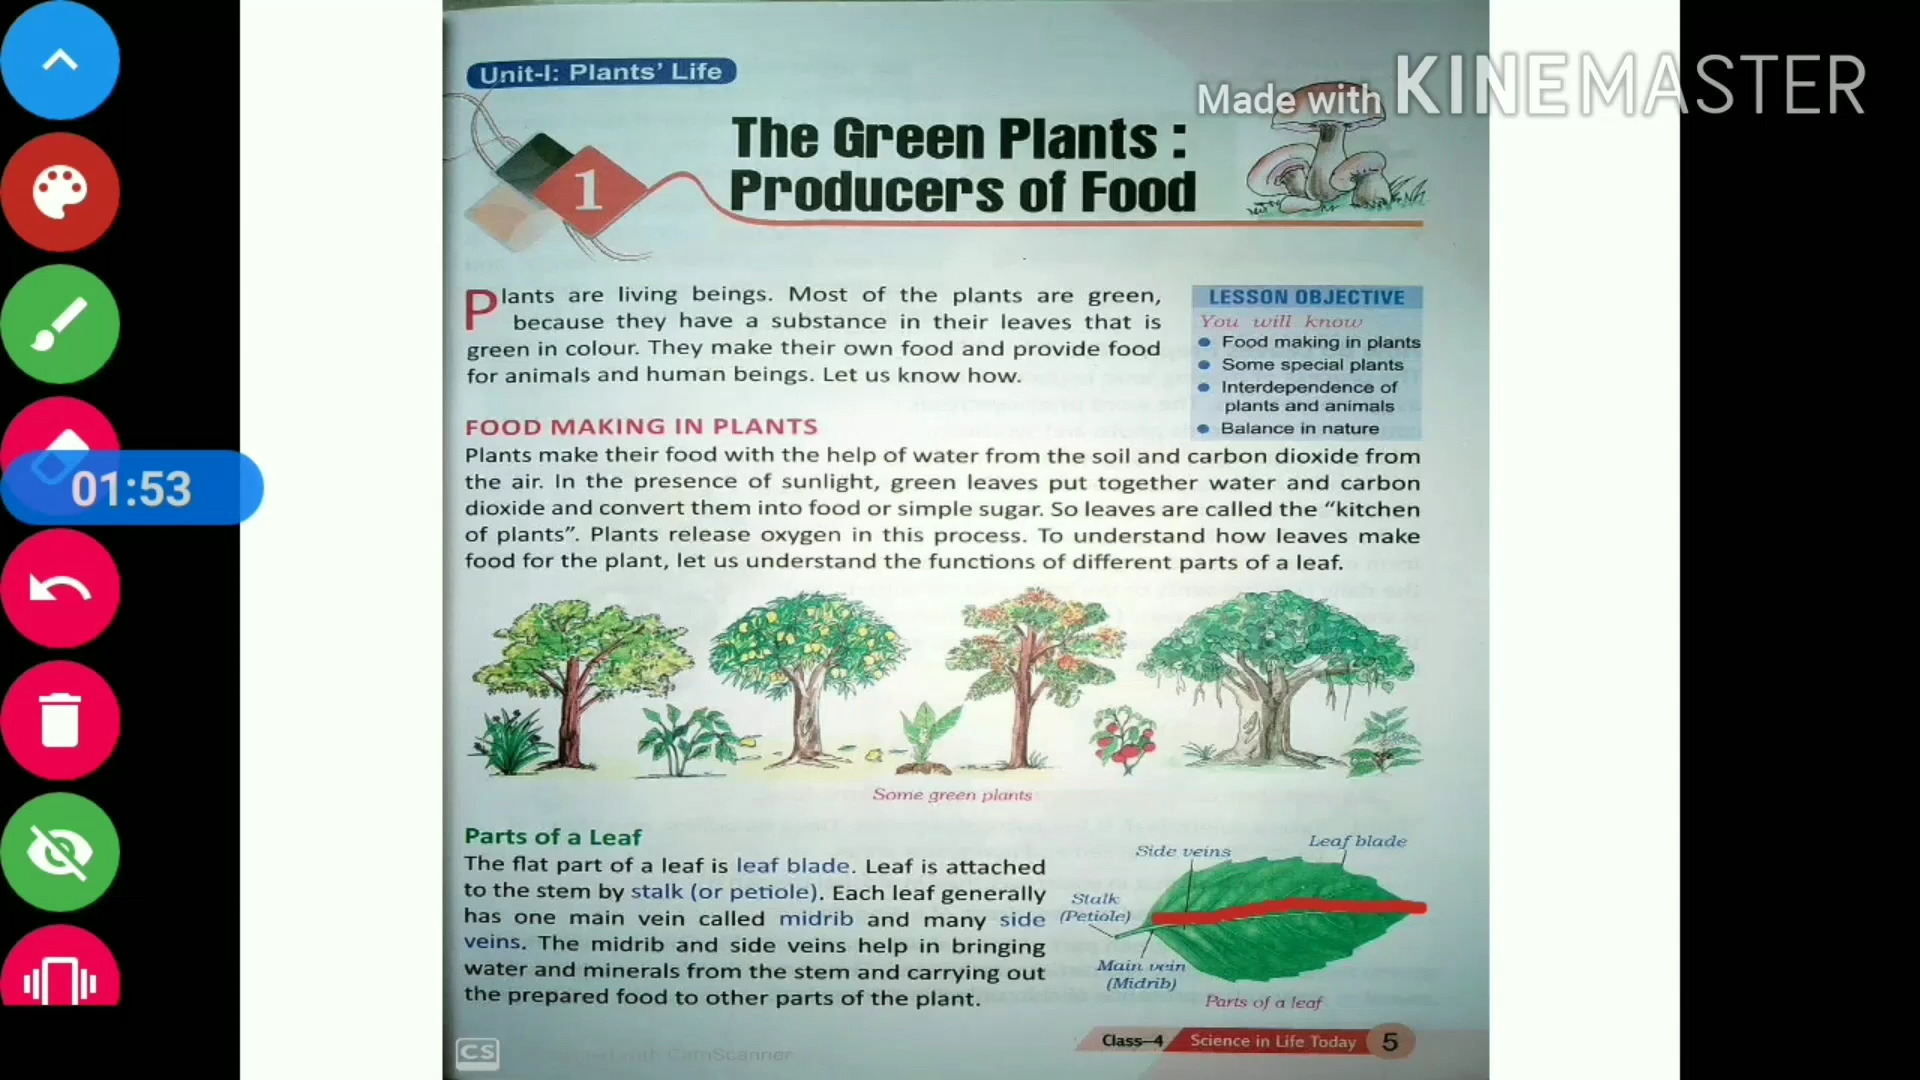 Unit-I: Plants' Life
Made with KINEMASTER
1
The Green Plants :
Producers of Food
Plants are living beings. Most of the plants are green,
because they have a substance in their leaves that is
green in colour. They make their own food and provide food
for animals and human beings. Let us know how.
LESSON OBJECTIVE
You will know
● Food making in plants
● Some special plants
● Interdependence of
plants and animals
● Balance in nature
FOOD MAKING IN PLANTS
Plants make their food with the help of water from the soil and carbon dioxide from
the air. In the presence of sunlight, green leaves put together water and carbon
dioxide and convert them into food or simple sugar. So leaves are called the “kitchen
of plants”. Plants release oxygen in this process. To understand how leaves make
food for the plant, let us understand the functions of different parts of a leaf.
01:53
Some green plants
Parts of a Leaf
The flat part of a leaf is leaf blade. Leaf is attached
to the stem by stalk (or petiole). Each leaf generally
has one main vein called midrib and many side
veins. The midrib and side veins help in bringing
water and minerals from the stem and carrying out
the prepared food to other parts of the plant.
Side veins
Leaf blade
Stalk
(Petiole)
Main vein
(Midrib)
Parts of a leaf
CS
with CamScanner
Class–4
Science in Life Today
5